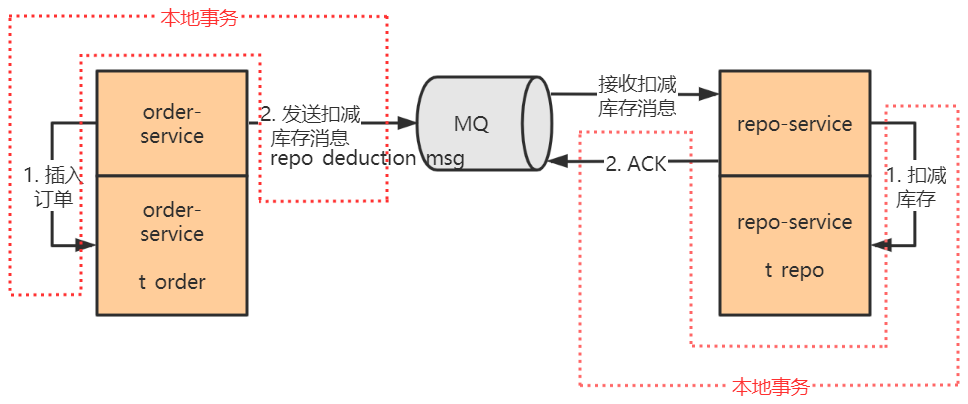 本地事务
order-
service
1. 插入
订单
order-
service
t order
2. 发送扣减
库存消息
repo deduction msg
MQ
接收扣减
库存消息
2. ACK
repo-service
1. 扣减
库存
repo-service
t repo
本地事务